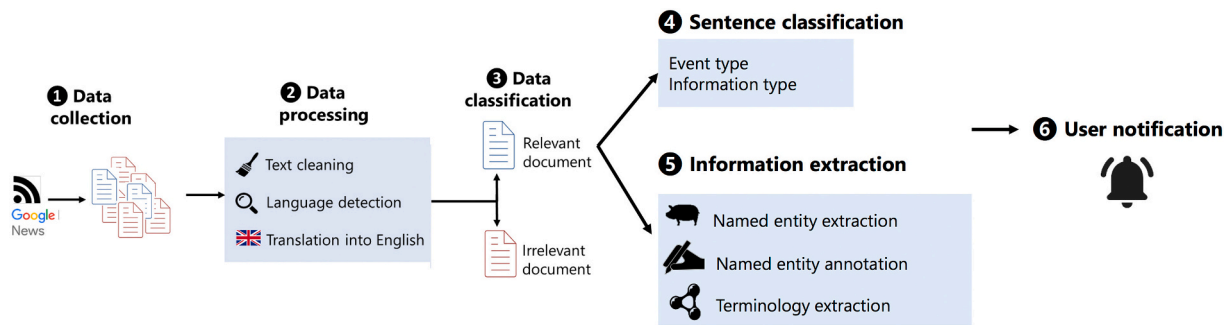 ❶ Data
collection
Google
News
❷ Data
processing
Text cleaning
Language detection
Translation into English
❸ Data
classification
Relevant
document
Irrelevant
document
❹ Sentence classification
Event type
Information type
❺ Information extraction
Named entity extraction
Named entity annotation
Terminology extraction
❻ User notification